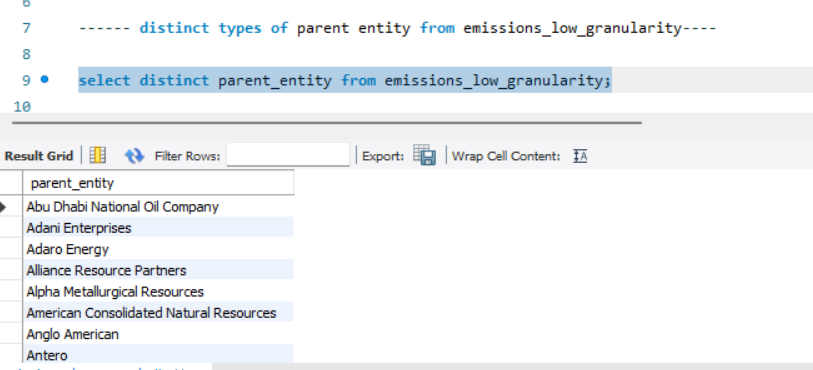 6
7 ------ distinct types of parent entity from emissions_low_granularity----
8
9 select distinct parent_entity from emissions_low_granularity;
10
Result Grid Filter Rows: Export: Wrap Cell Content: IA
parent_entity
Abu Dhabi National Oil Company
Adani Enterprises
Adaro Energy
Alliance Resource Partners
Alpha Metallurgical Resources
American Consolidated Natural Resources
Anglo American
Antero